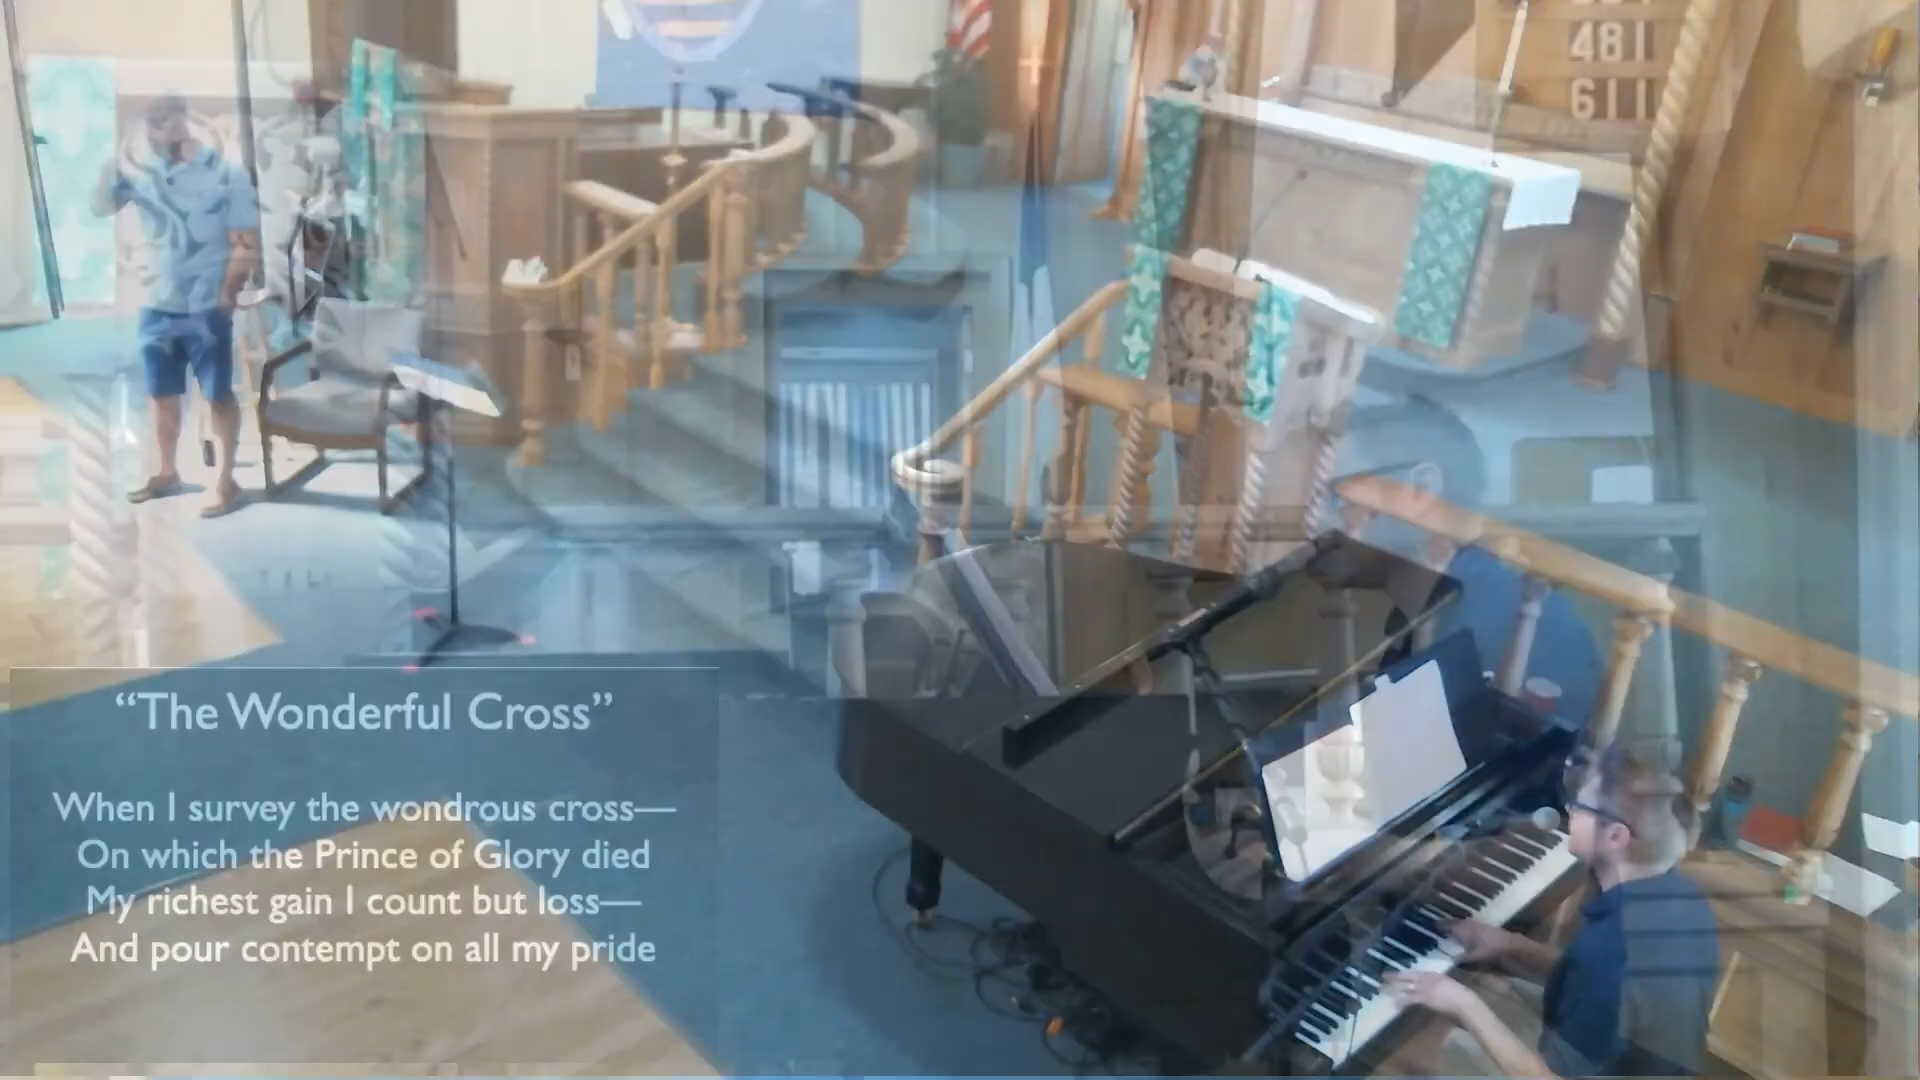 481
611
“The Wonderful Cross”
When I survey the wondrous cross—
On which the Prince of Glory died
My richest gain I count but loss—
And pour contempt on all my pride